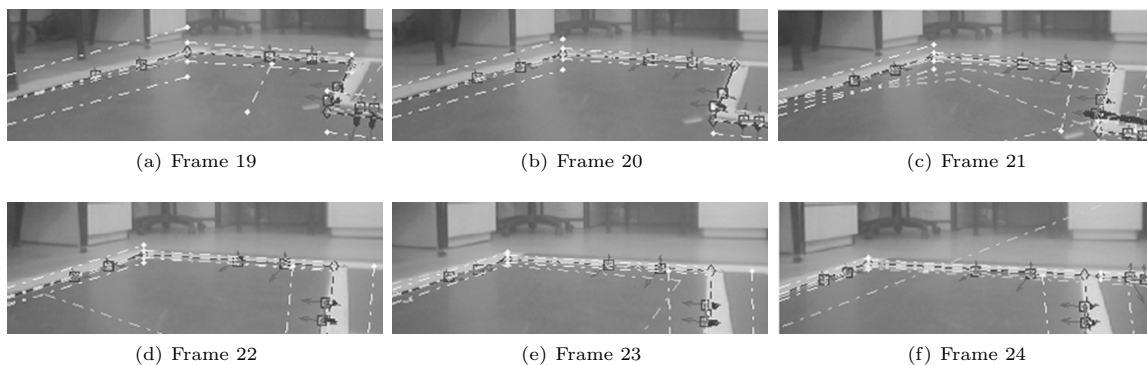 (a) Frame 19
(b) Frame 20
(c) Frame 21
(d) Frame 22
(e) Frame 23
(f) Frame 24